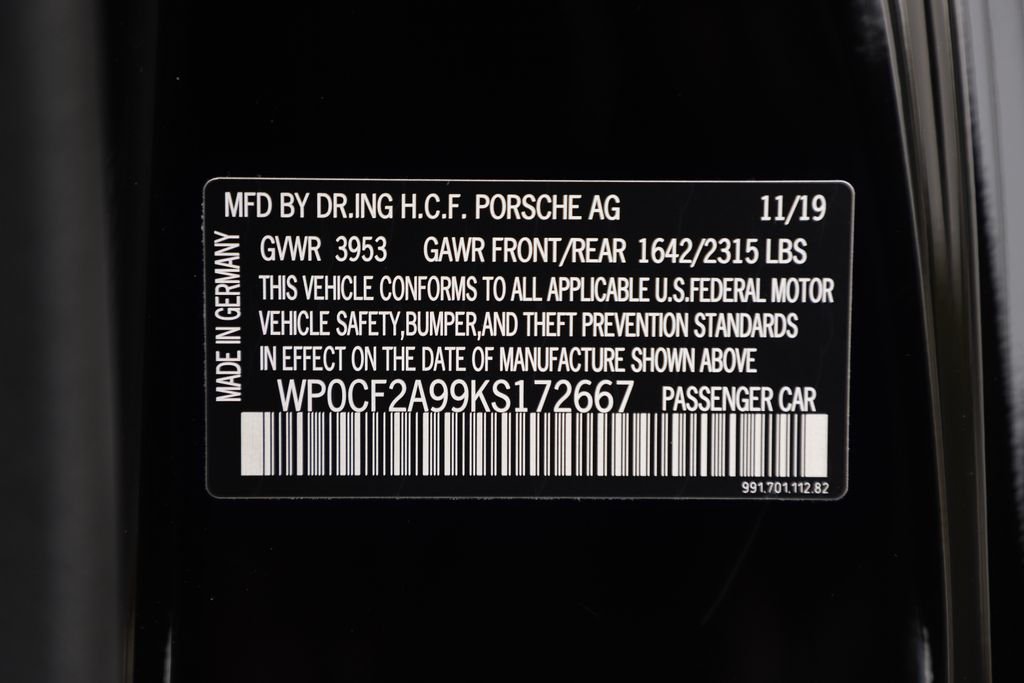 MFD BY DR.ING H.C.F. PORSCHE AG 11/19
GVWR 3953 GAWR FRONT/REAR 1642/2315 LBS
THIS VEHICLE CONFORMS TO ALL APPLICABLE U.S.FEDERAL MOTOR
VEHICLE SAFETY,BUMPER,AND THEFT PREVENTION STANDARDS
IN EFFECT ON THE DATE OF MANUFACTURE SHOWN ABOVE
MADE IN GERMANY
WP0CF2A99KS172667 PASSENGER CAR
991.701.112.82